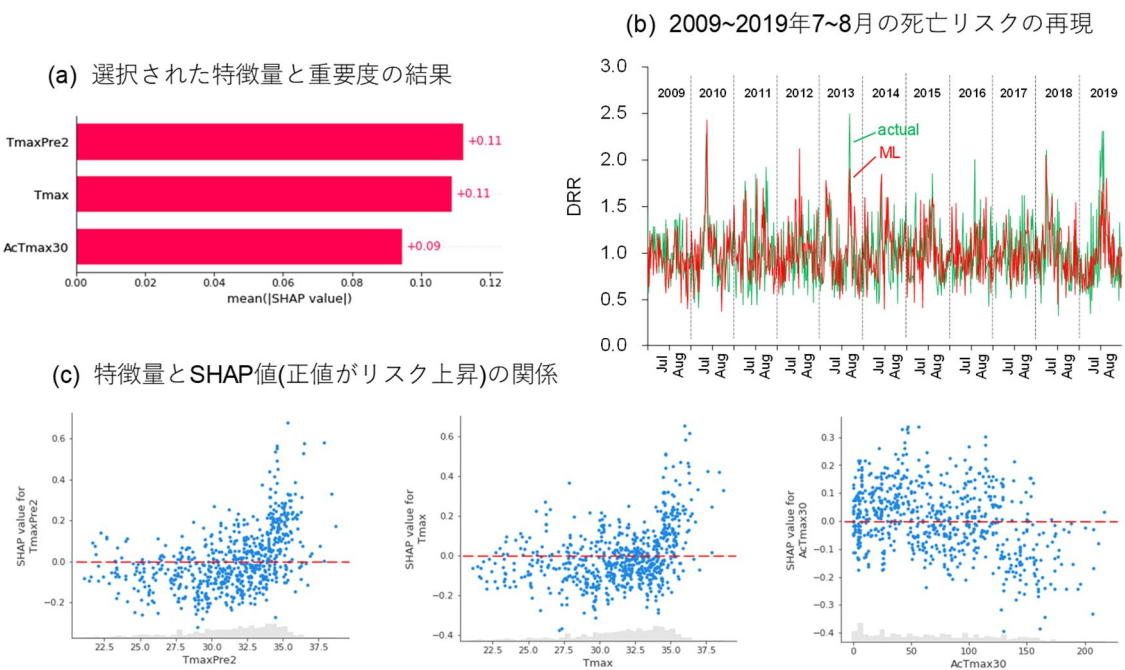 (a) 選択された特徴量と重要度の結果
TmaxPre2
+0.11
Tmax
+0.11
AcTmax30
+0.09
0.00 0.02 0.04 0.06 0.08 0.10 0.12
mean(|SHAP value|)
(b) 2009~2019年7~8月の死亡リスクの再現
3.0
2.5
2.0
1.5
1.0
0.5
0.0
DRR
2009 2010 2011 2012 2013 2014 2015 2016 2017 2018 2019
actual
ML
Jul Aug Jul Aug Jul Aug Jul Aug Jul Aug Jul Aug Jul Aug Jul Aug Jul Aug Jul Aug Jul Aug
(c) 特徴量とSHAP値(正値がリスク上昇)の関係
SHAP value for
TmaxPre2
0.6
0.4
0.2
0.0
−0.2
22.5 25.0 27.5 30.0 32.5 35.0 37.5
TmaxPre2
SHAP value for
Tmax
0.6
0.4
0.2
0.0
−0.2
−0.4
22.5 25.0 27.5 30.0 32.5 35.0 37.5
Tmax
SHAP value for
AcTmax30
0.3
0.2
0.1
0.0
−0.1
−0.2
−0.3
−0.4
0 50 100 150 200
AcTmax30